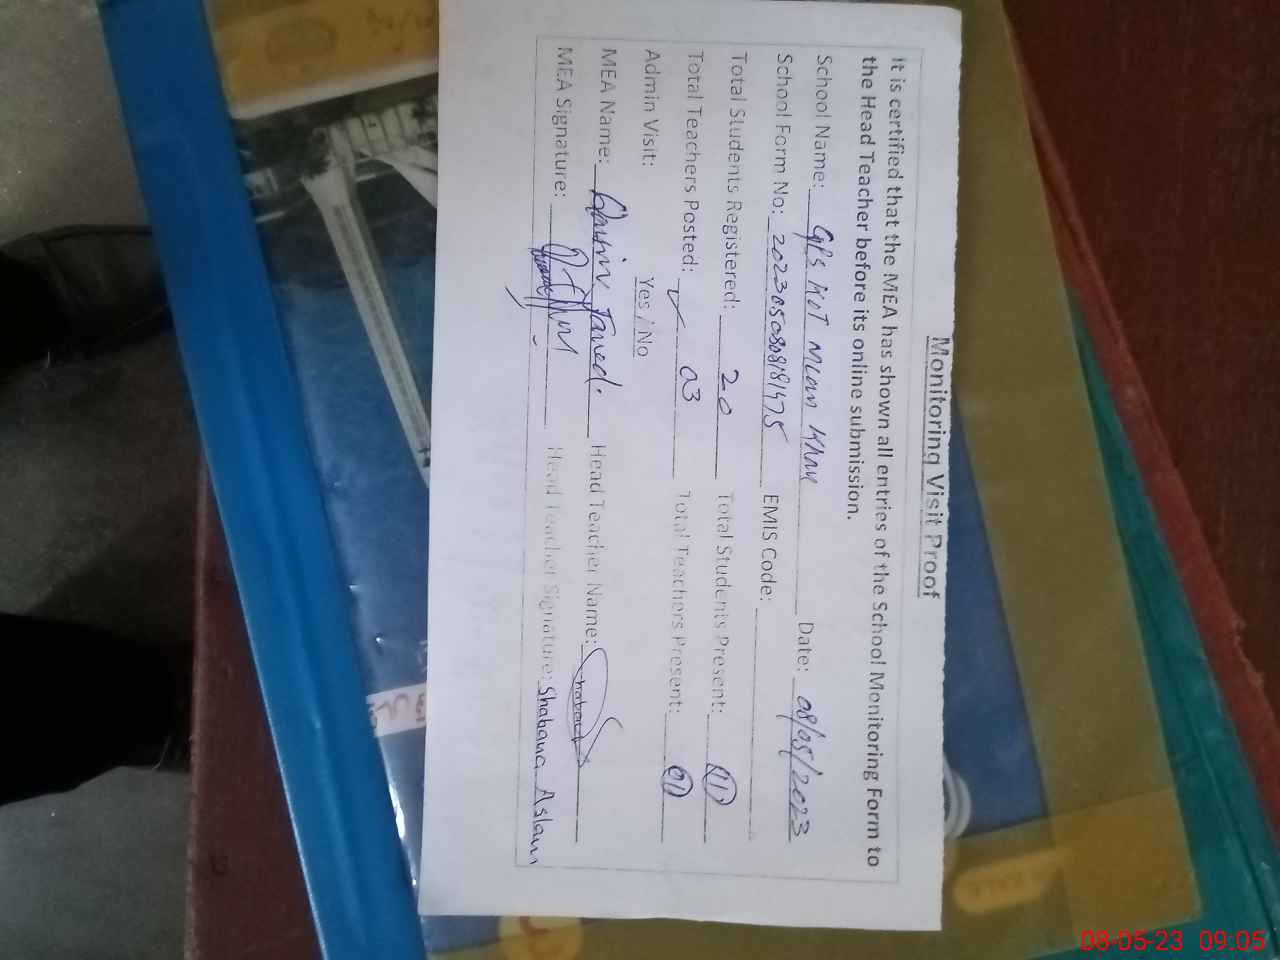 Monitoring Visit Proof
It is certified that the MEA has shown all entries of the School Monitoring Form to
the Head Teacher before its online submission.
School Name: GPS KOT Mian Khan Date: 08/05/2023
School Form No: EMIS Code:
Total Students Registered: 20 Total Students Present: 11
Total Teachers Posted: 03 Total Teachers Present: 01
Admin Visit: Yes / No
MEA Name: Javed. Head Teacher Name:
MEA Signature: Head Teacher Signature: Shabana Aslam
08-05-23 09:05